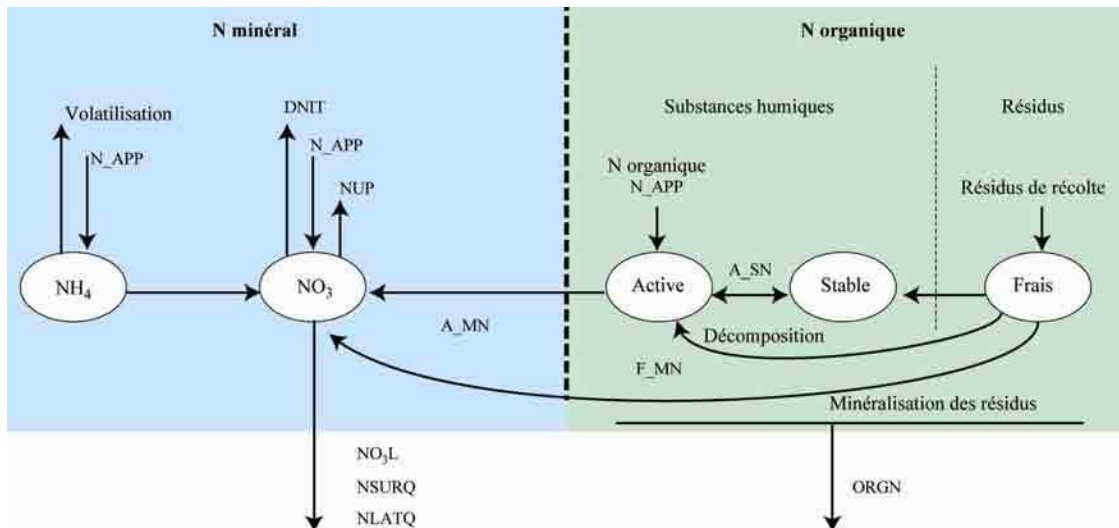 N minéral
N organique
Volatilisation
N_APP
DNIT
N_APP
NUP
Substances humiques
Résidus
N organique
N_APP
Résidus de récolte
NH₄
NO₃
Active
A_SN
Stable
Frais
A_MN
Décomposition
F_MN
Minéralisation des résidus
NO₃L
NSURQ
NLATQ
ORGN